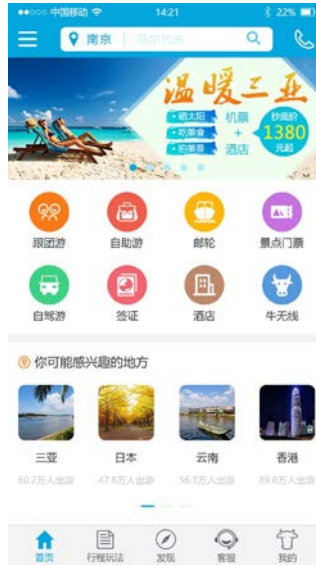 中国移动 14:21 22%
南京 马尔代夫
温暖三亚
·晒太阳 机票 秒底价
·吃美食 + 1380
·拍美景 酒店 元起
跟团游 自助游 邮轮 景点门票
自驾游 签证 酒店 牛无线
你可能感兴趣的地方
三亚 日本 云南 香港
60.2万人出游 47.8万人出游 56.1万人出游 89.6万人出游
首页 行程玩法 发现 客服 我的